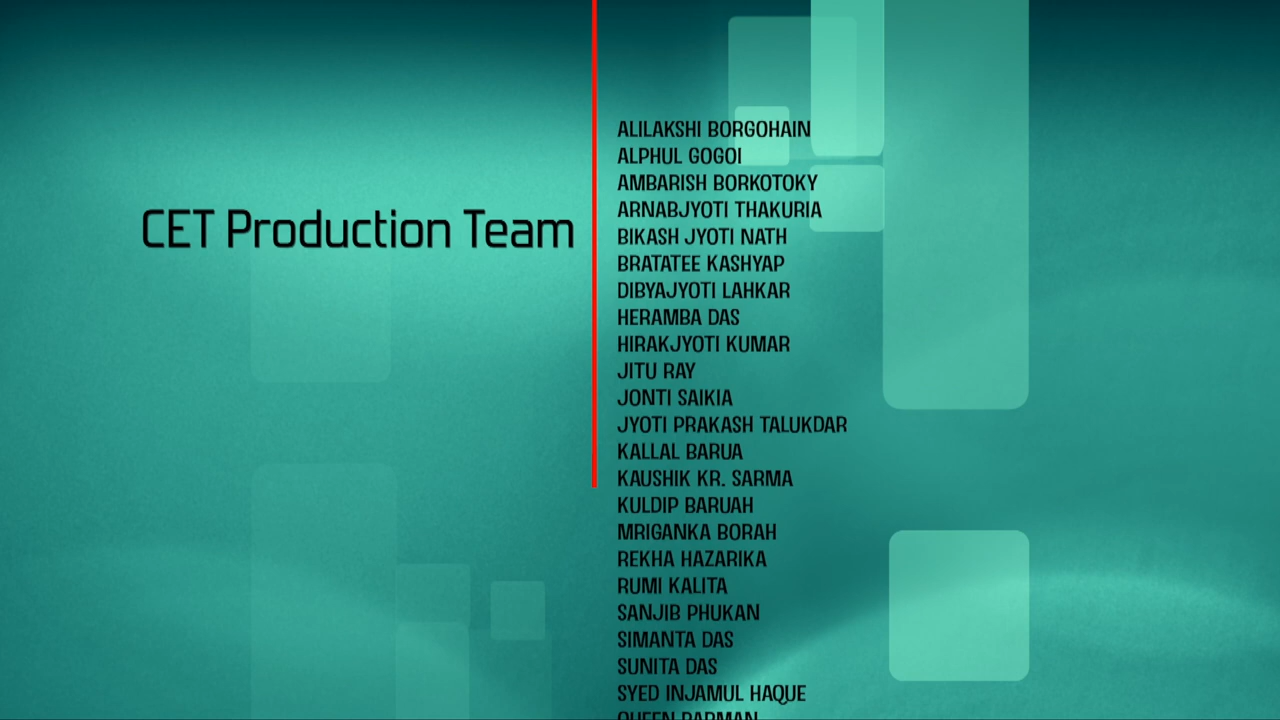 CET Production Team
ALILAKSHI BORGOHAIN
ALPHUL GOGOI
AMBARISH BORKOTOKY
ARNABJYOTI THAKURIA
BIKASH JYOTI NATH
BRATATEE KASHYAP
DIBYAJYOTI LAHKAR
HERAMBA DAS
HIRAKJYOTI KUMAR
JITU RAY
JONTI SAIKIA
JYOTI PRAKASH TALUKDAR
KALLAL BARUA
KAUSHIK KR. SARMA
KULDIP BARUAH
MRIGANKA BORAH
REKHA HAZARIKA
RUMI KALITA
SANJIB PHUKAN
SIMANTA DAS
SUNITA DAS
SYED INJAMUL HAQUE